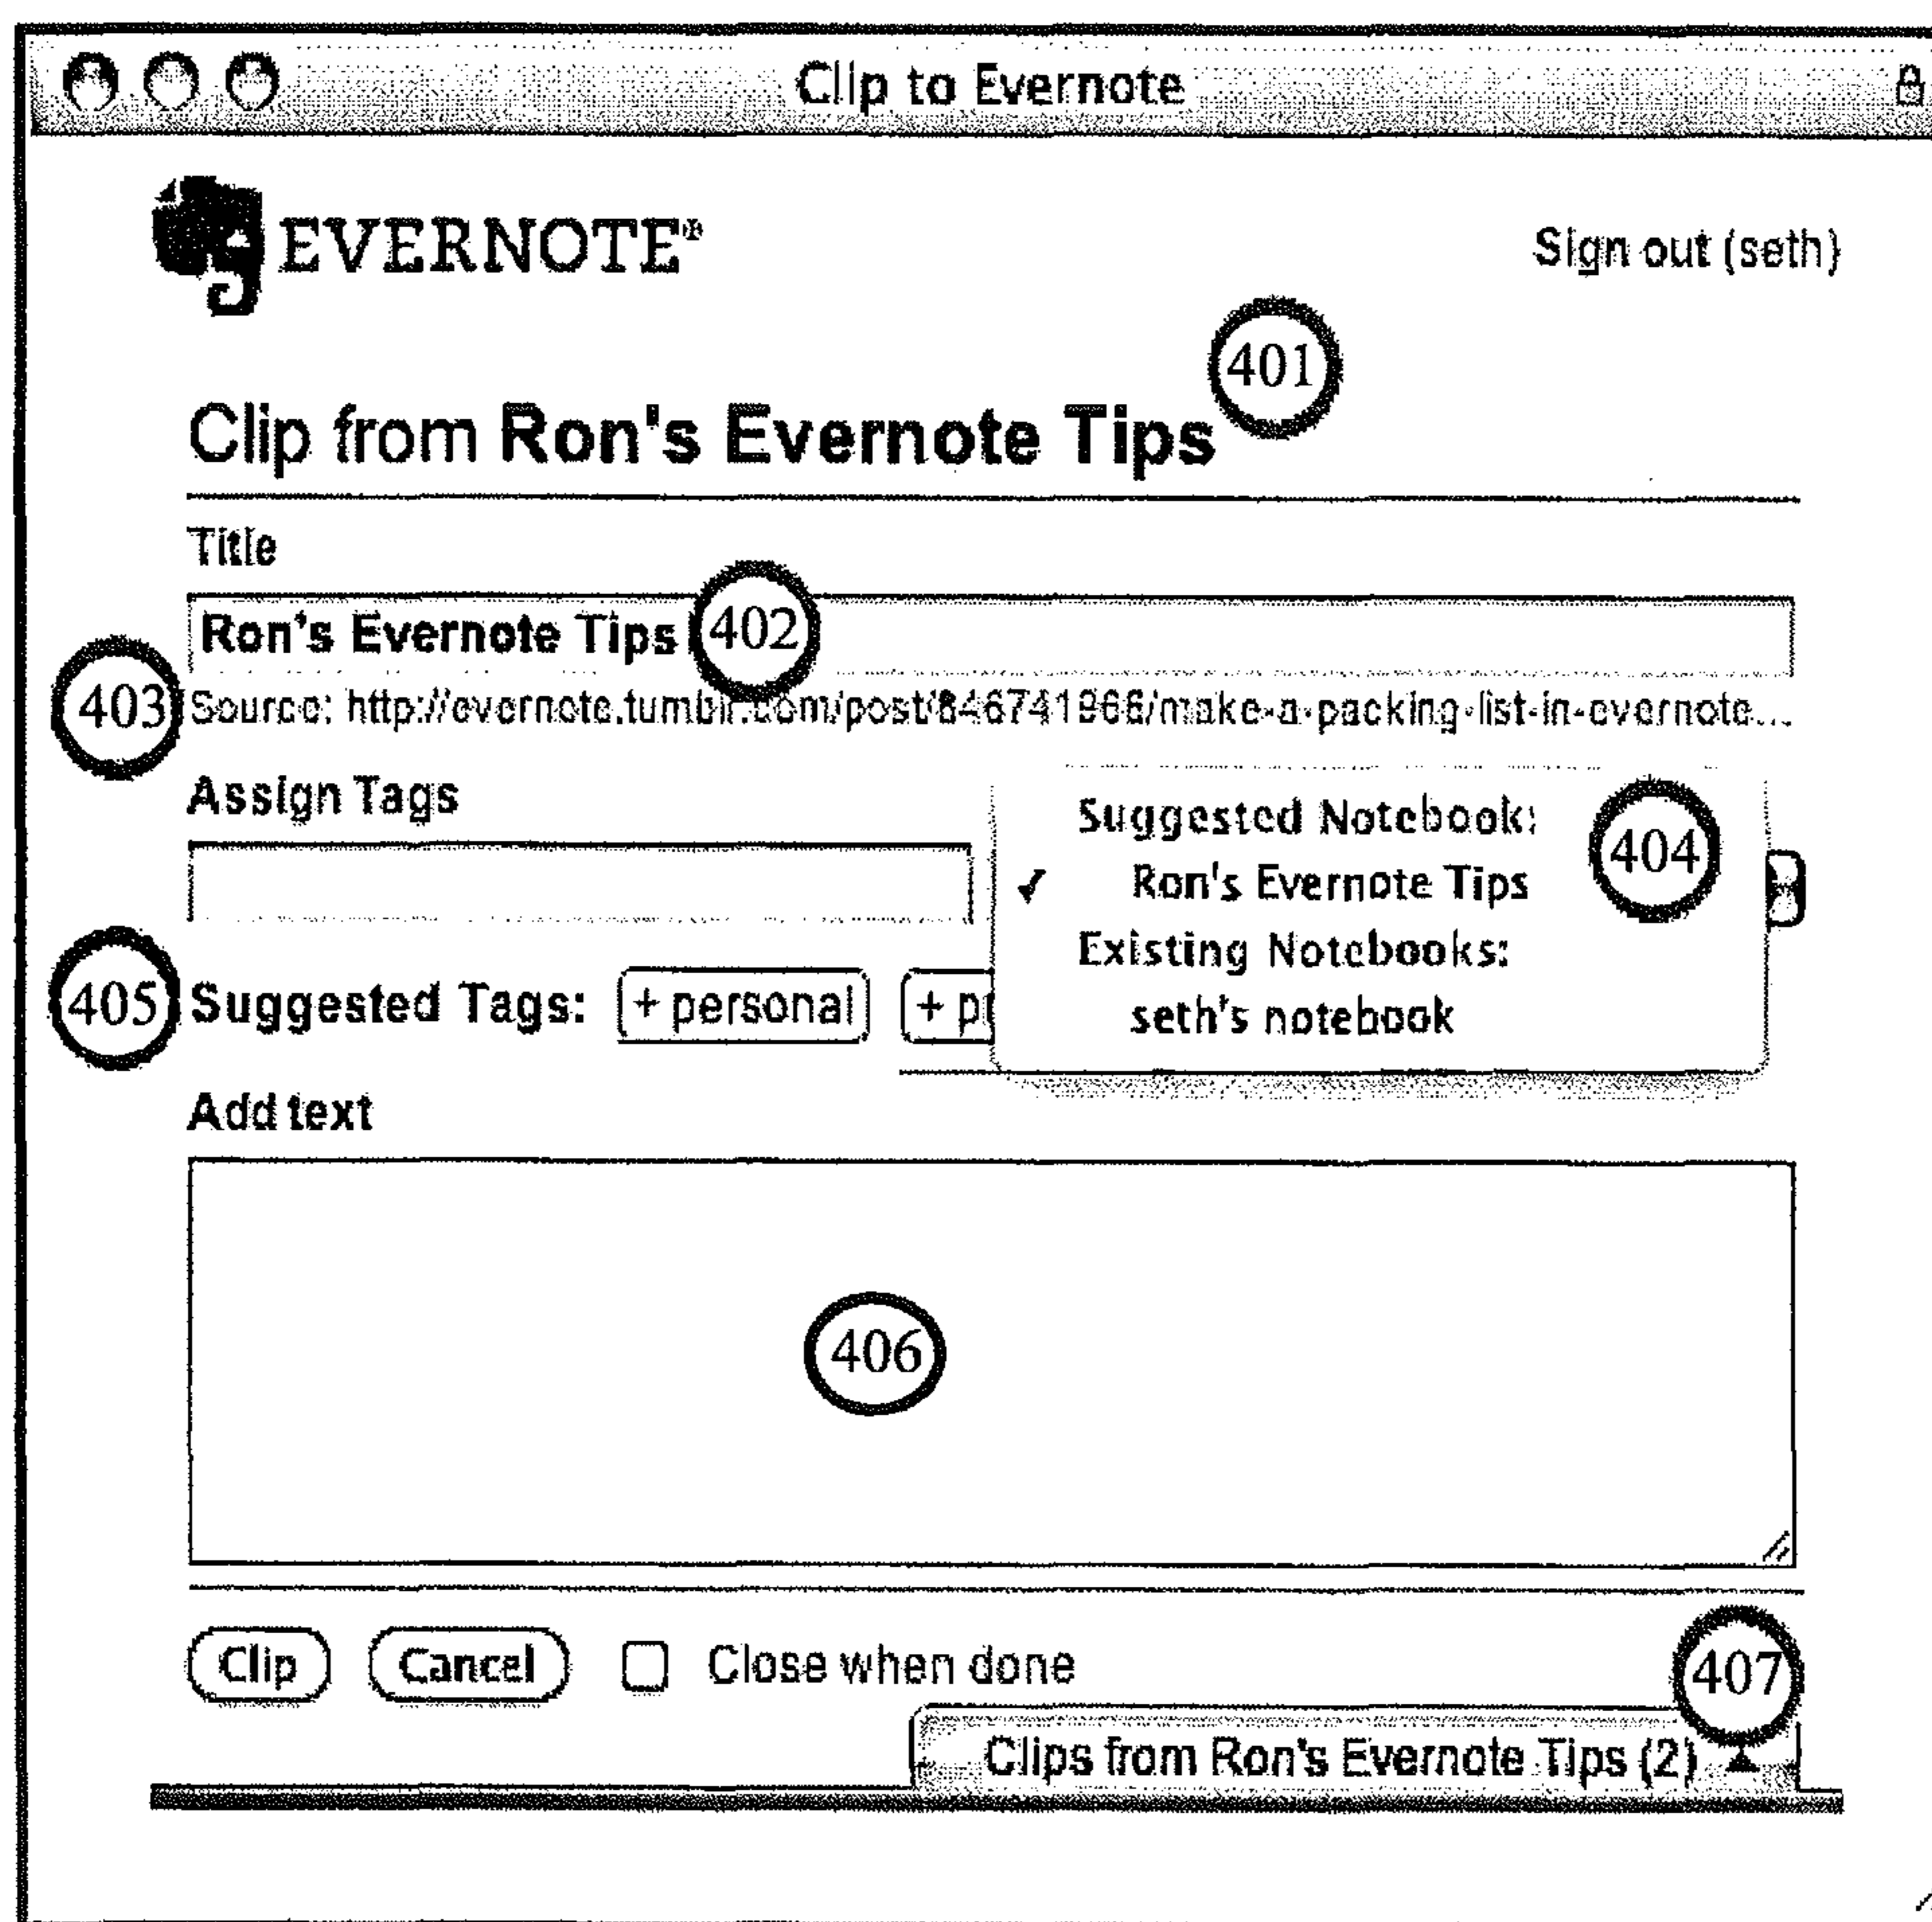 Clip to Evernote
EVERNOTE®
Sign out (seth)
401
Clip from Ron's Evernote Tips
Title
Ron's Evernote Tips 402
403 Source: http://evernote.tumblr.com/post/846741966/make-a-packing-list-in-evernote...
Assign Tags
Suggested Notebook:
404
✓ Ron's Evernote Tips
Existing Notebooks:
seth's notebook
405 Suggested Tags: + personal + p
Add text
406
Clip Cancel Close when done
407
Clips from Ron's Evernote Tips (2) ▲